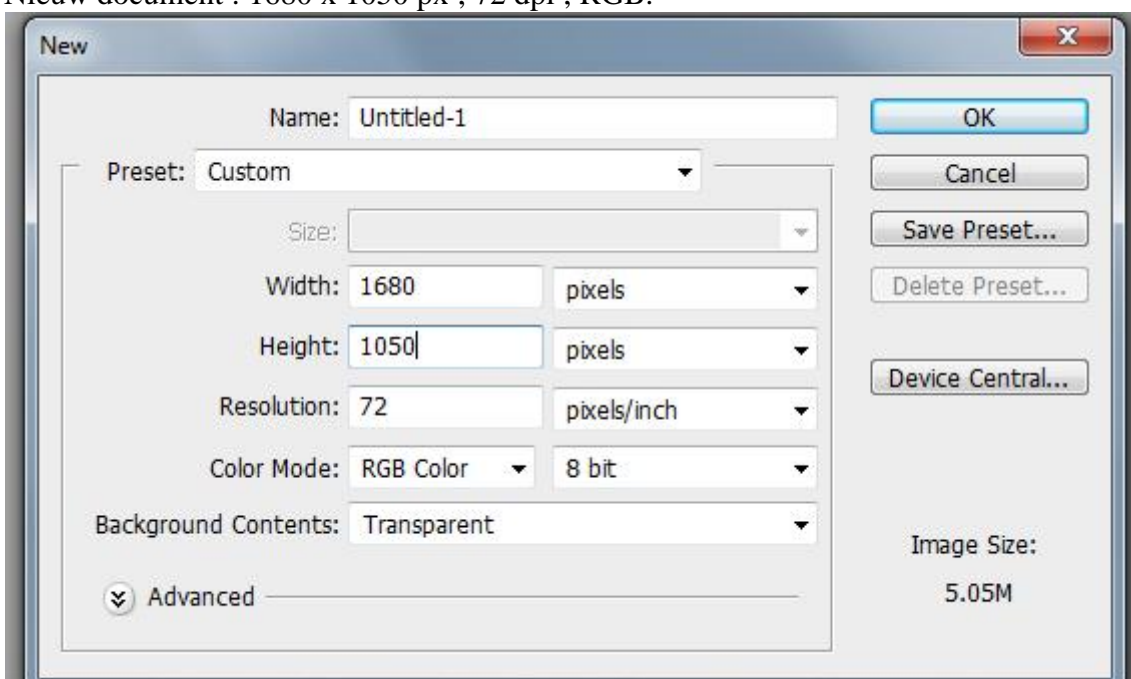 Nieuw document : 1680 x 1050 px ; 72 dpi ; RGB.
New
Name: Untitled-1
OK
Preset: Custom
Cancel
Size:
Save Preset...
Width: 1680 pixels
Delete Preset...
Height: 1050 pixels
Device Central...
Resolution: 72 pixels/inch
Color Mode: RGB Color 8 bit
Background Contents: Transparent
Image Size:
Advanced
5.05M